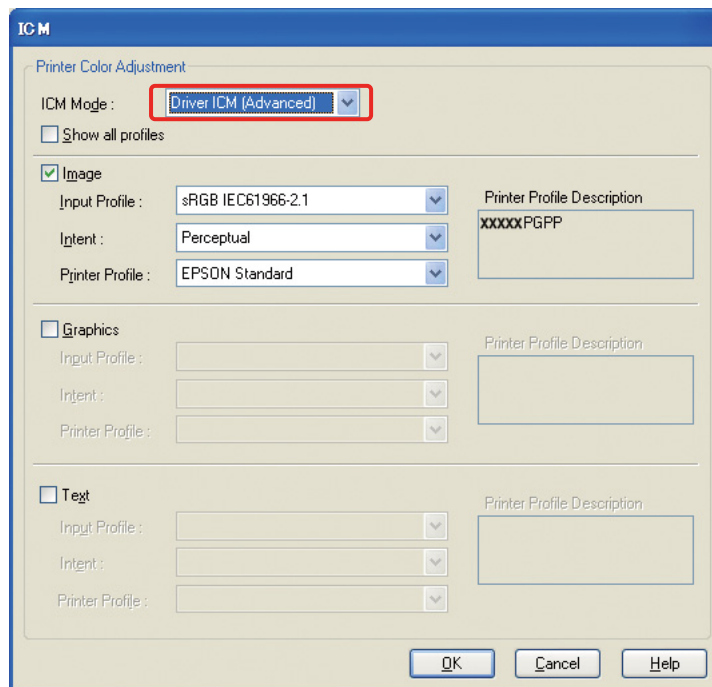 ICM
Printer Color Adjustment
ICM Mode : Driver ICM (Advanced)
Show all profiles
Image
Input Profile : sRGB IEC61966-2.1
Printer Profile Description
Intent : Perceptual
xxxxxPGPP
Printer Profile : EPSON Standard
Graphics
Input Profile :
Printer Profile Description
Intent :
Printer Profile :
Text
Input Profile :
Printer Profile Description
Intent :
Printer Profile :
OK Cancel Help